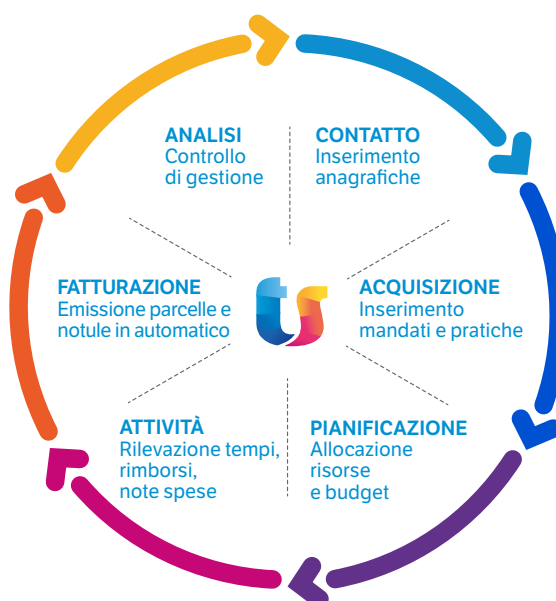 ANALISI
Controllo
di gestione
CONTATTO
Inserimento
anagrafiche
FATTURAZIONE
Emissione parcelle e
notule in automatico
ts
ACQUISIZIONE
Inserimento
mandati e pratiche
ATTIVITÀ
Rilevazione tempi,
rimborsi,
note spese
PIANIFICAZIONE
Allocazione
risorse
e budget